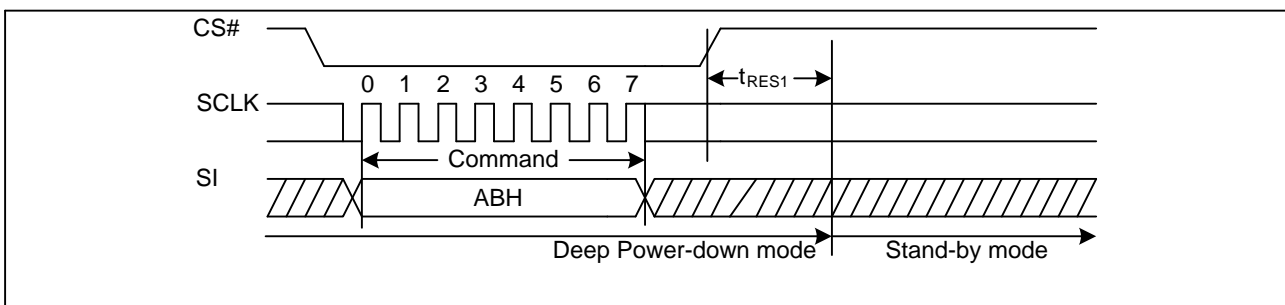 CS#
tRES1
0 1 2 3 4 5 6 7
SCLK
Command
SI
ABH
Deep Power-down mode Stand-by mode